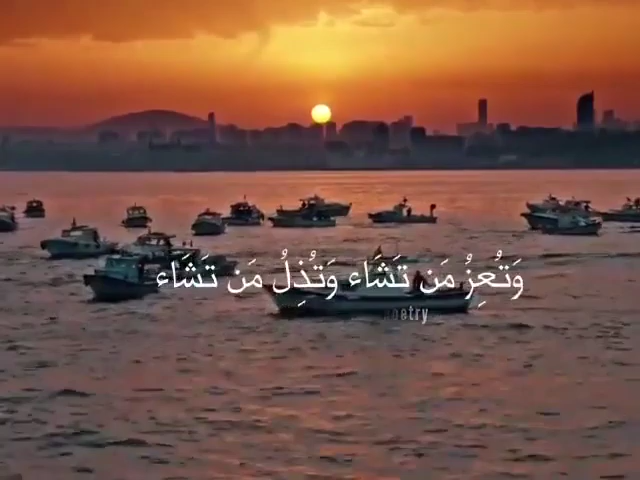 وَتُعِزُ مَن تَشَاء وَتُذِلُ مَن تَشَاء